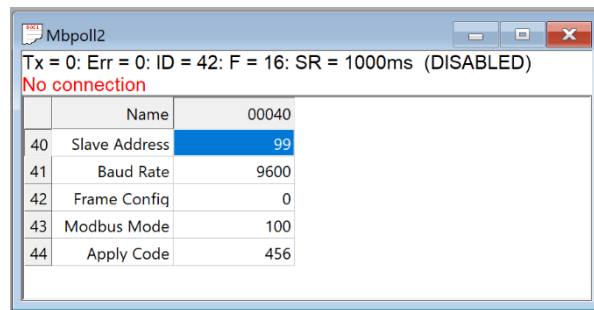 Mbpoll2
Tx = 0: Err = 0: ID = 42: F = 16: SR = 1000ms (DISABLED)
No connection
Name 00040
40 Slave Address 99
41 Baud Rate 9600
42 Frame Config 0
43 Modbus Mode 100
44 Apply Code 456